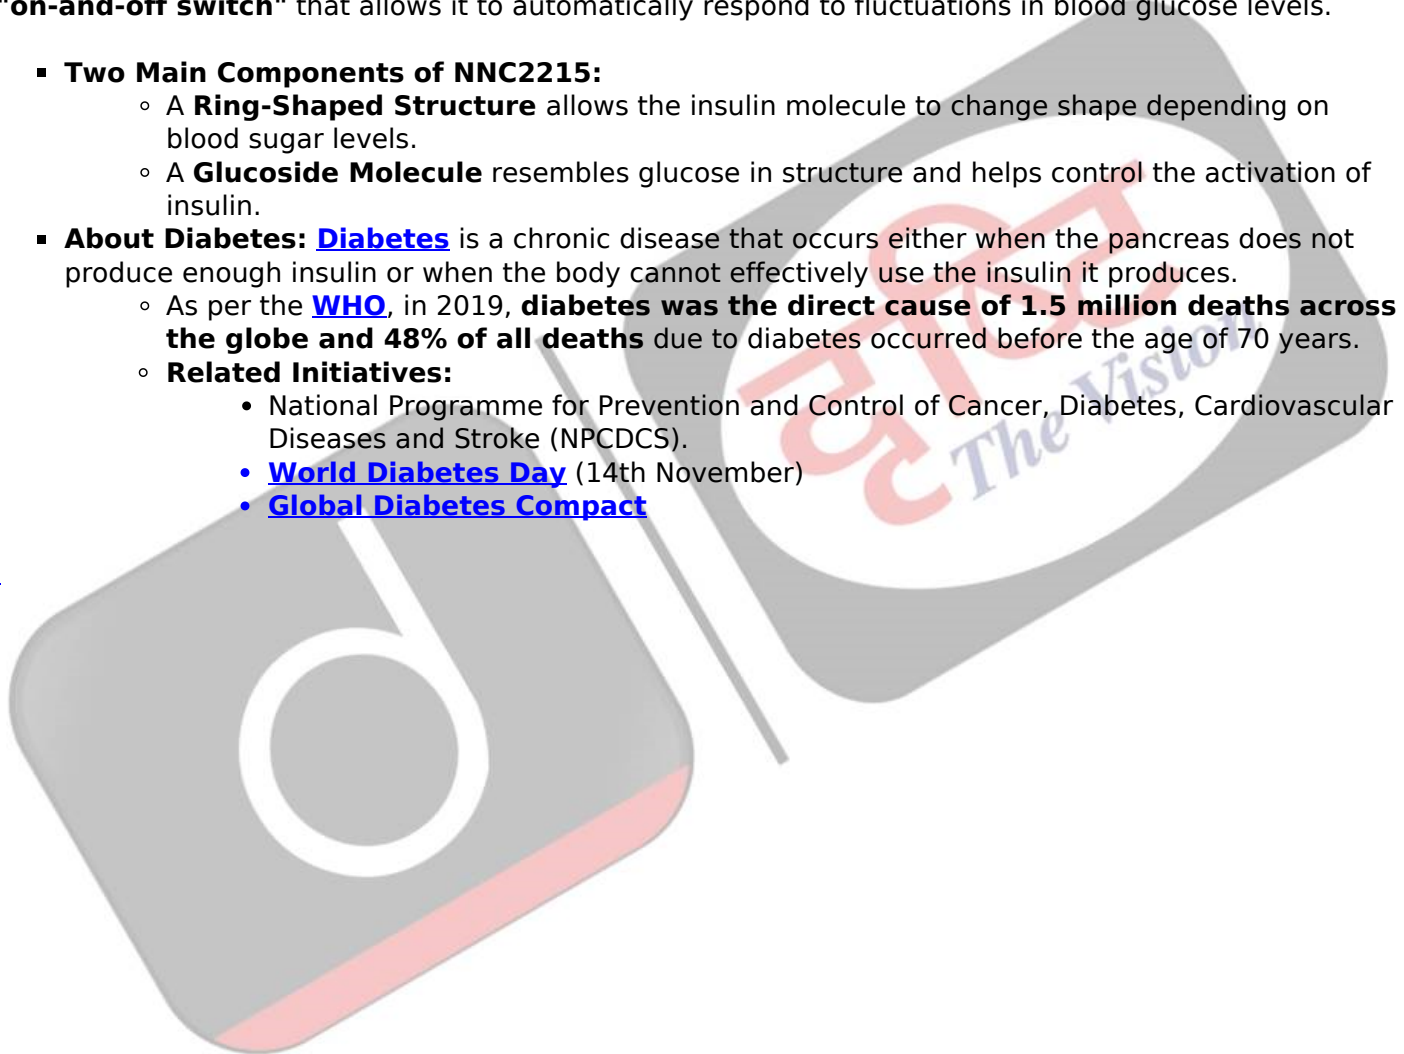 "on-and-off switch" that allows it to automatically respond to fluctuations in blood glucose levels.
▪ Two Main Components of NNC2215:
◦ A Ring-Shaped Structure allows the insulin molecule to change shape depending on
blood sugar levels.
◦ A Glucoside Molecule resembles glucose in structure and helps control the activation of
insulin.
▪ About Diabetes: Diabetes is a chronic disease that occurs either when the pancreas does not
produce enough insulin or when the body cannot effectively use the insulin it produces.
◦ As per the WHO, in 2019, diabetes was the direct cause of 1.5 million deaths across
the globe and 48% of all deaths due to diabetes occurred before the age of 70 years.
◦ Related Initiatives:
• National Programme for Prevention and Control of Cancer, Diabetes, Cardiovascular
Diseases and Stroke (NPCDCS).
• World Diabetes Day (14th November)
• Global Diabetes Compact
दृष्टि
The Vision
d